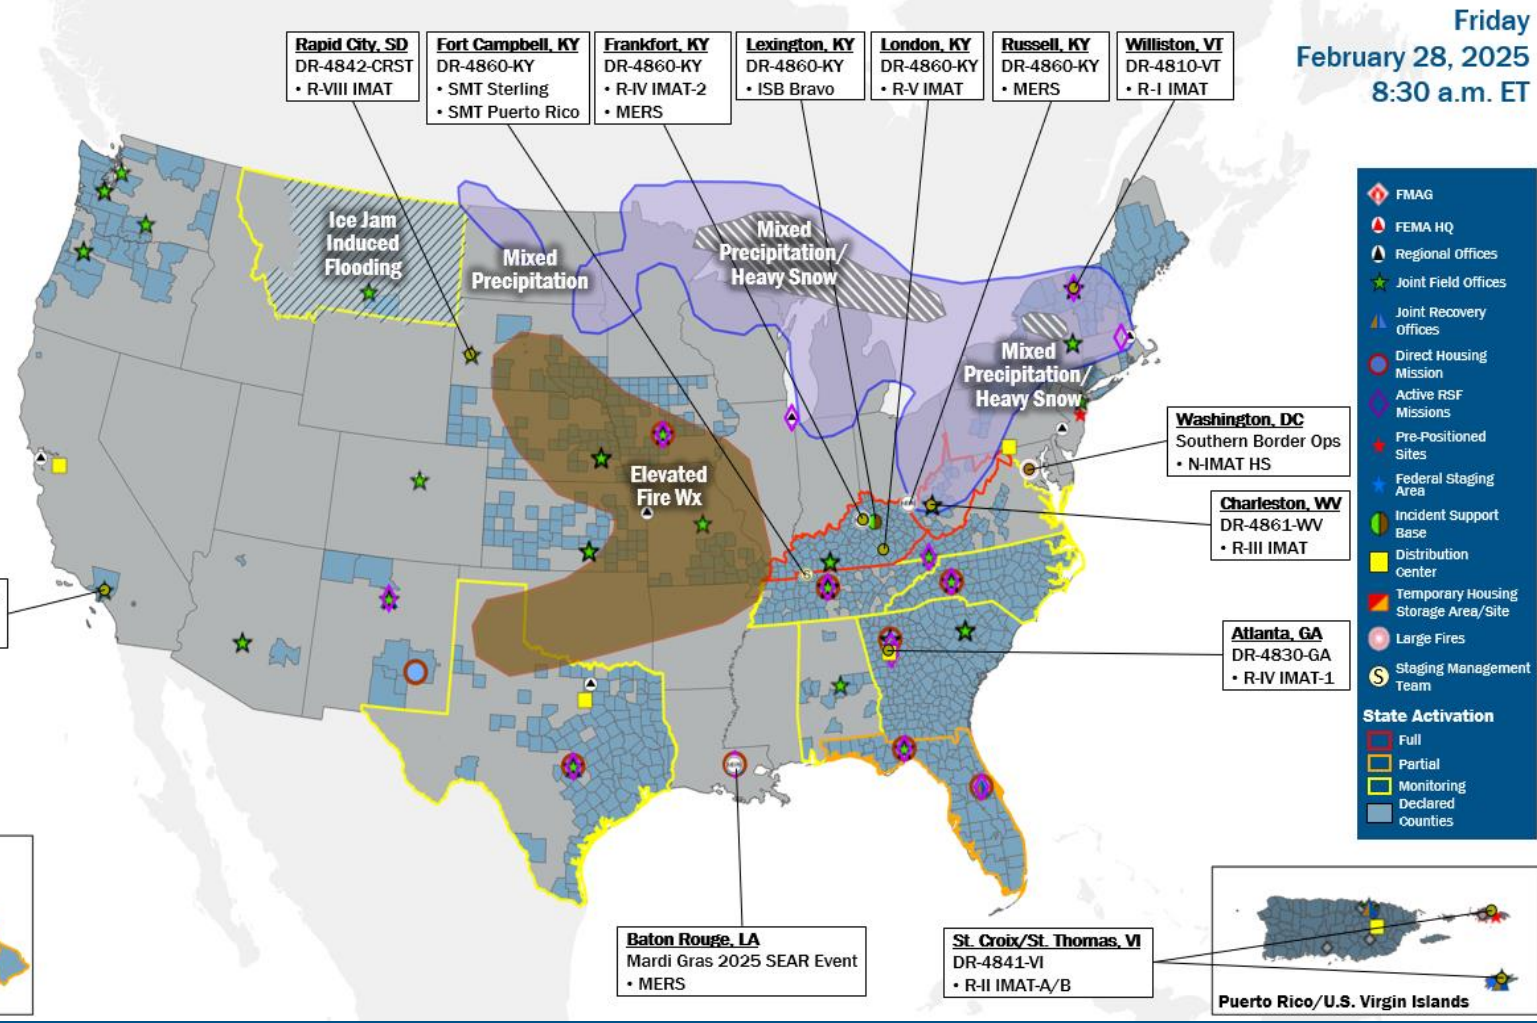 Friday
February 28, 2025
8:30 a.m. ET
Rapid City, SD
DR-4842-CRST
• R-VIII IMAT
Fort Campbell, KY
DR-4860-KY
• SMT Sterling
• SMT Puerto Rico
Frankfort, KY
DR-4860-KY
• R-IV IMAT-2
• MERS
Lexington, KY
DR-4860-KY
• ISB Bravo
London, KY
DR-4860-KY
• R-V IMAT
Russell, KY
DR-4860-KY
• MERS
Williston, VT
DR-4810-VT
• R-I IMAT
Ice Jam
Induced
Flooding
Mixed
Precipitation
Mixed
Precipitation/
Heavy Snow
Mixed
Precipitation/
Heavy Snow
Elevated
Fire Wx
Washington, DC
Southern Border Ops
• N-IMAT HS
Charleston, WV
DR-4861-WV
• R-III IMAT
Atlanta, GA
DR-4830-GA
• R-IV IMAT-1
Baton Rouge, LA
Mardi Gras 2025 SEAR Event
• MERS
St. Croix/St. Thomas, VI
DR-4841-VI
• R-II IMAT-A/B
Puerto Rico/U.S. Virgin Islands
FMAG
FEMA HQ
Regional Offices
Joint Field Offices
Joint Recovery
Offices
Direct Housing
Mission
Active RSF
Missions
Pre-Positioned
Sites
Federal Staging
Area
Incident Support
Base
Distribution
Center
Temporary Housing
Storage Area/Site
Large Fires
S
Staging Management
Team
State Activation
Full
Partial
Monitoring
Declared
Counties